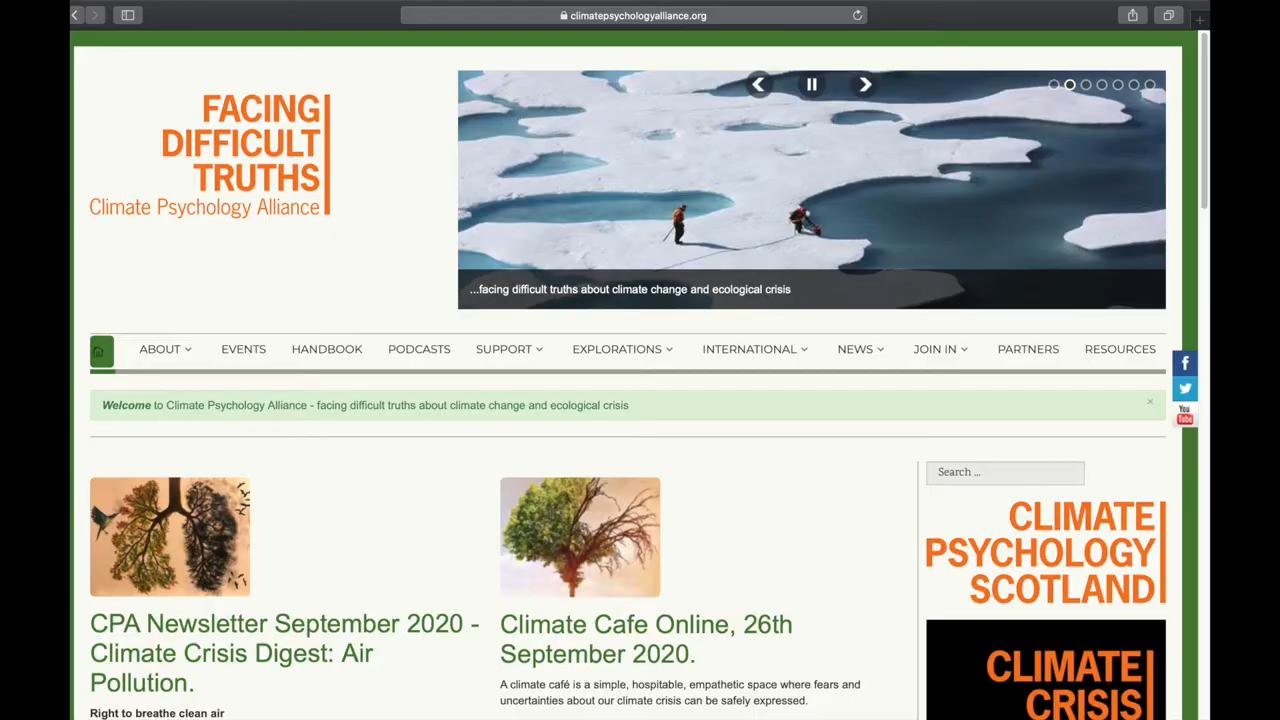 climatepsychologyalliance.org
FACING
DIFFICULT
TRUTHS
Climate Psychology Alliance
...facing difficult truths about climate change and ecological crisis
ABOUT EVENTS HANDBOOK PODCASTS SUPPORT EXPLORATIONS INTERNATIONAL NEWS JOIN IN PARTNERS RESOURCES
Welcome to Climate Psychology Alliance - facing difficult truths about climate change and ecological crisis
You
Tube
CPA Newsletter September 2020 -
Climate Crisis Digest: Air
Pollution.
Right to breathe clean air
Climate Cafe Online, 26th
September 2020.
A climate café is a simple, hospitable, empathetic space where fears and
uncertainties about our climate crisis can be safely expressed.
Search ...
CLIMATE
PSYCHOLOGY
SCOTLAND
CLIMATE
CRISIS